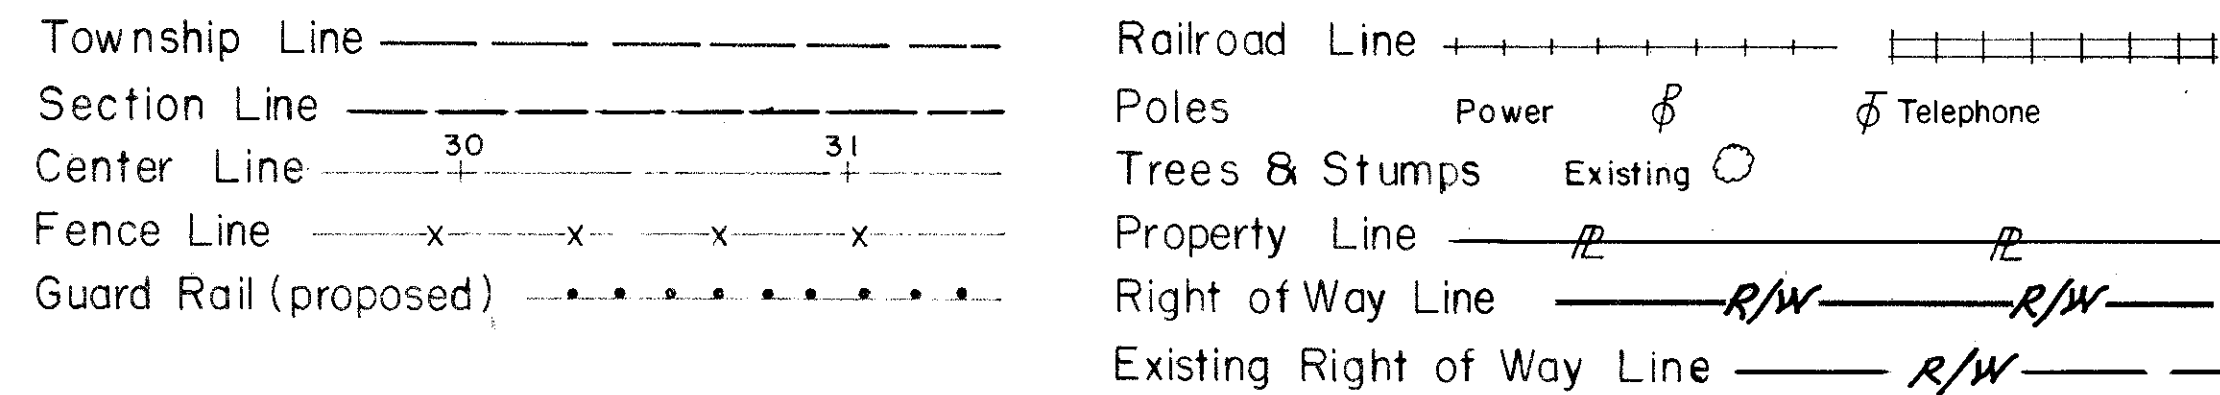 Township Line
Section Line
30 31
Center Line
Fence Line x x x x
Guard Rail (proposed)
Railroad Line
Poles Power P T Telephone
Trees & Stumps Existing
Property Line PL PL
Right of Way Line R/W R/W
Existing Right of Way Line R/W